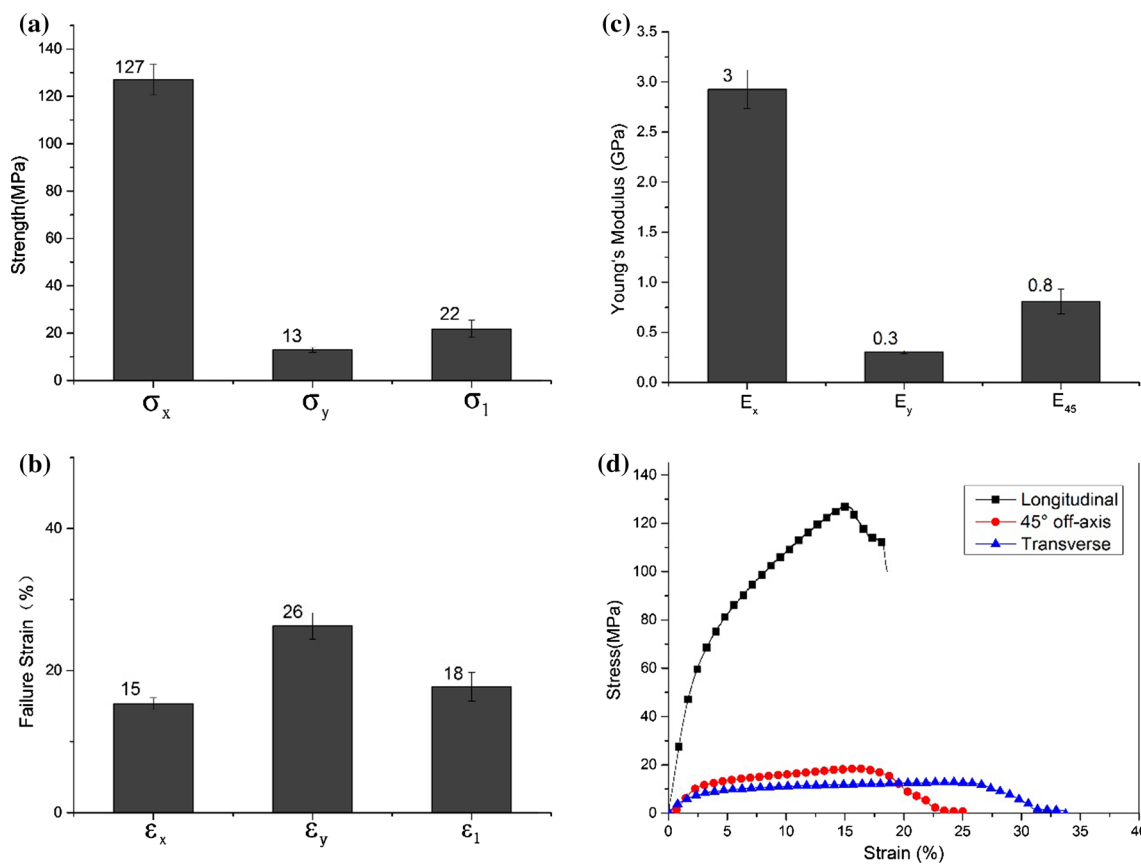 (a)
Strength(MPa)
140
120
100
80
60
40
20
0
127
13
22
σx
σy
σ1
(c)
Young's Modulus (GPa)
3.5
3.0
2.5
2.0
1.5
1.0
0.5
0.0
3
0.3
0.8
Ex
Ey
E45
(b)
Failure Strain (%)
40
20
0
15
26
18
εx
εy
ε1
(d)
Stress(MPa)
140
120
100
80
60
40
20
0
Longitudinal
45° off-axis
Transverse
0 5 10 15 20 25 30 35 40
Strain (%)